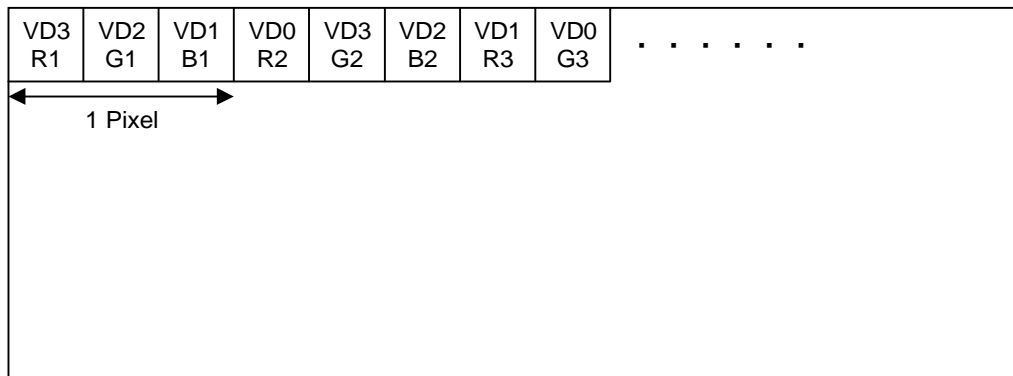 VD3 VD2 VD1 VD0 VD3 VD2 VD1 VD0
R1 G1 B1 R2 G2 B2 R3 G3 . . . . . .
1 Pixel